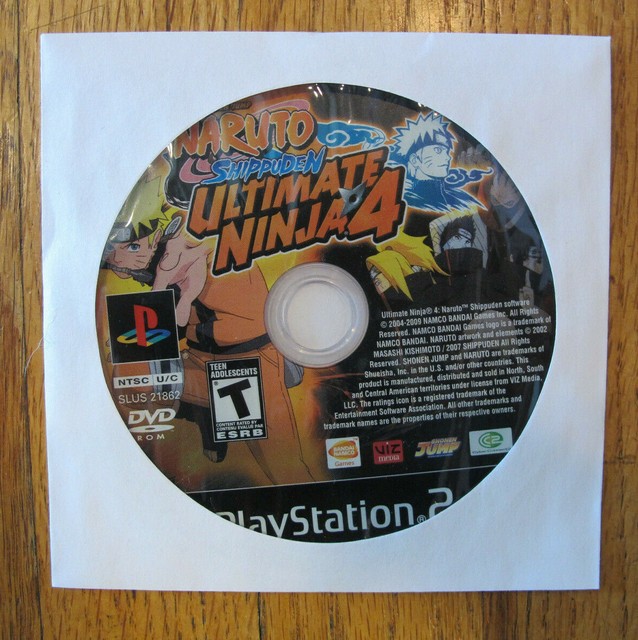 NARUTO
SHIPPUDEN
ULTIMATE
NINJA 4
Ultimate Ninja® 4: Naruto™ Shippuden software
© 2004-2009 NAMCO BANDAI Games Inc. All Rights
Reserved. NAMCO BANDAI Games logo is a trademark of
NAMCO BANDAI. NARUTO artwork and elements © 2002
MASASHI KISHIMOTO / 2007 SHIPPUDEN All Rights
Reserved. SHONEN JUMP and NARUTO are trademarks of
Shueisha, Inc. in the U.S. and/or other countries. This
product is manufactured, distributed and sold in North, South
and Central American territories under license from VIZ Media,
LLC. The ratings icon is a registered trademark of the
Entertainment Software Association. All other trademarks and
trademark names are the properties of their respective owners.
NTSC U/C
SLUS 21862
DVD
ROM
TEEN
ADOLESCENTS
T
CONTENT RATED BY
CONTENU ÉVALUÉ PAR
ESRB
BANDAI
NAMCO
Games
VIZ
media
SHONEN
JUMP
PlayStation® 2